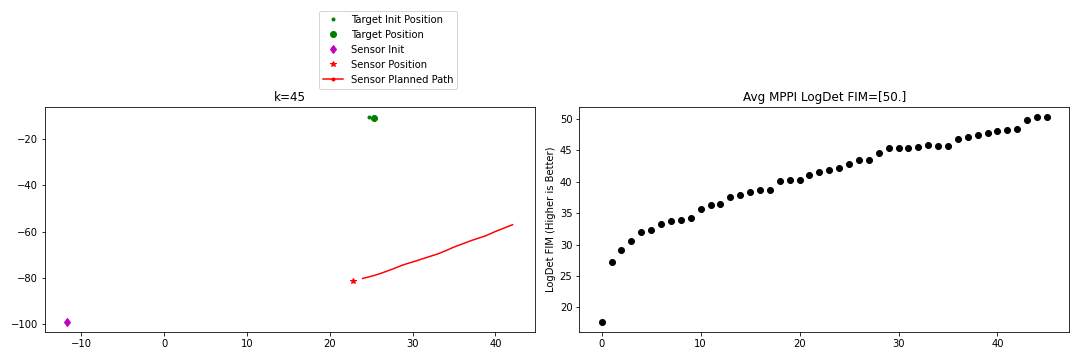 Target Init Position
Target Position
Sensor Init
Sensor Position
Sensor Planned Path
k=45
−20
−40
−60
−80
−100
−10
0
10
20
30
40
Avg MPPI LogDet FIM=[50.]
LogDet FIM (Higher is Better)
50
45
40
35
30
25
20
0
10
20
30
40